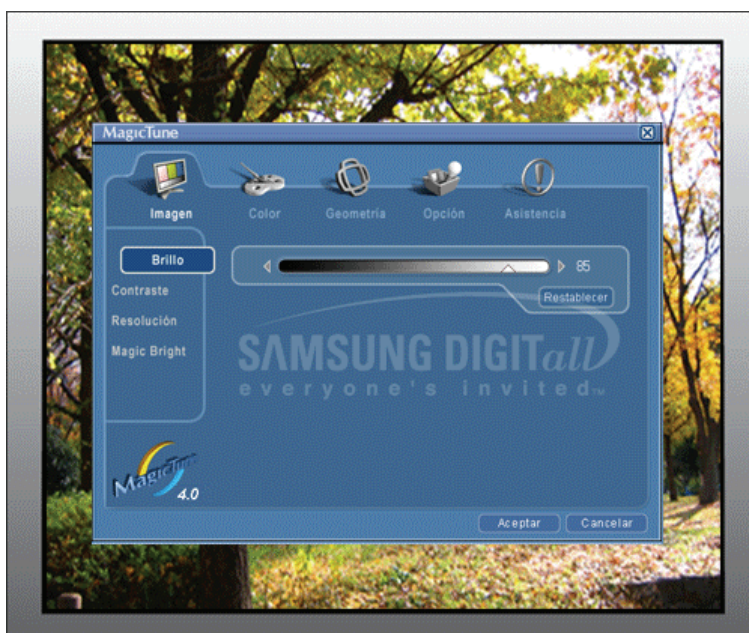 MagicTune
Imagen
Color
Geometría
Opción
Asistencia
Brillo
Contraste
Resolución
Magic Bright
85
Restablecer
SAMSUNG DIGITall
everyone's invited™
MagicTune
4.0
Aceptar
Cancelar